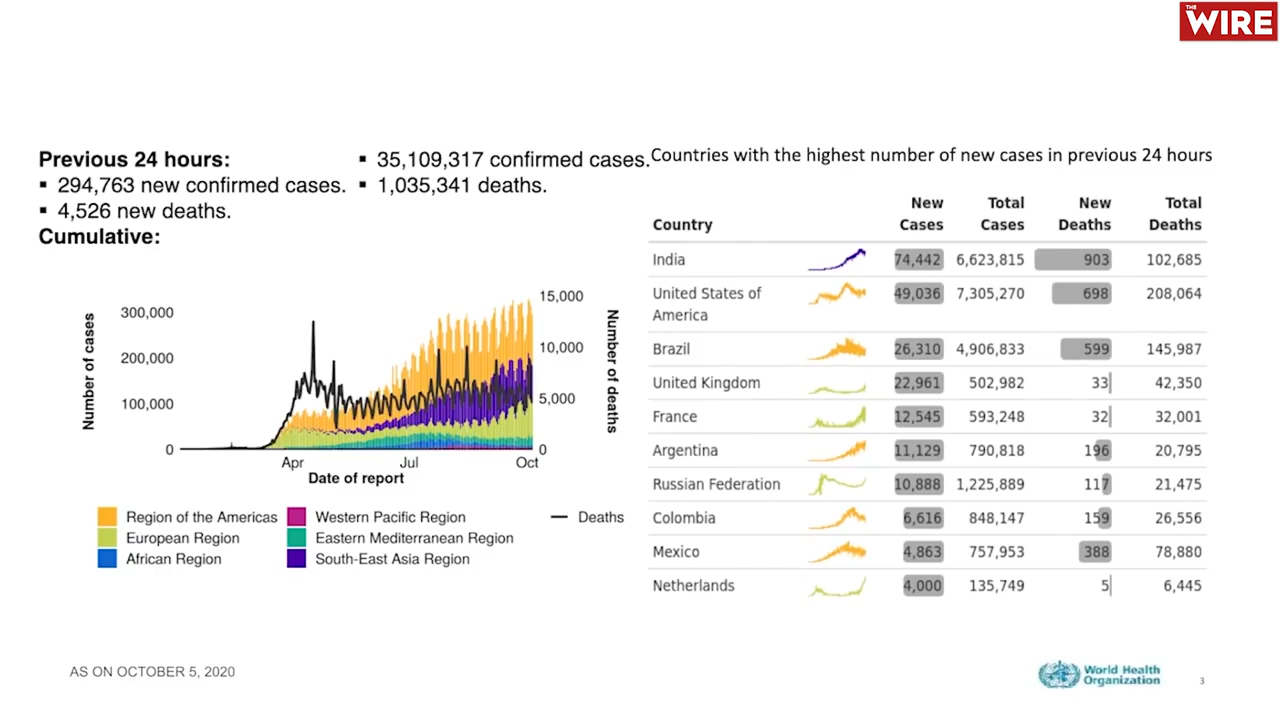 THE
WIRE
Previous 24 hours:
▪ 294,763 new confirmed cases.
▪ 4,526 new deaths.
Cumulative:
▪ 35,109,317 confirmed cases.
▪ 1,035,341 deaths.
Number of cases
300,000
200,000
100,000
0
15,000
10,000
5,000
0
Number of deaths
Apr Jul Oct
Date of report
Region of the Americas Western Pacific Region Deaths
European Region Eastern Mediterranean Region
African Region South-East Asia Region
Countries with the highest number of new cases in previous 24 hours
New Total New Total
Country Cases Cases Deaths Deaths
India 74,442 6,623,815 903 102,685
United States of 49,036 7,305,270 698 208,064
America
Brazil 26,310 4,906,833 599 145,987
United Kingdom 22,961 502,982 33 42,350
France 12,545 593,248 32 32,001
Argentina 11,129 790,818 196 20,795
Russian Federation 10,888 1,225,889 117 21,475
Colombia 6,616 848,147 159 26,556
Mexico 4,863 757,953 388 78,880
Netherlands 4,000 135,749 5 6,445
AS ON OCTOBER 5, 2020
World Health
Organization
3